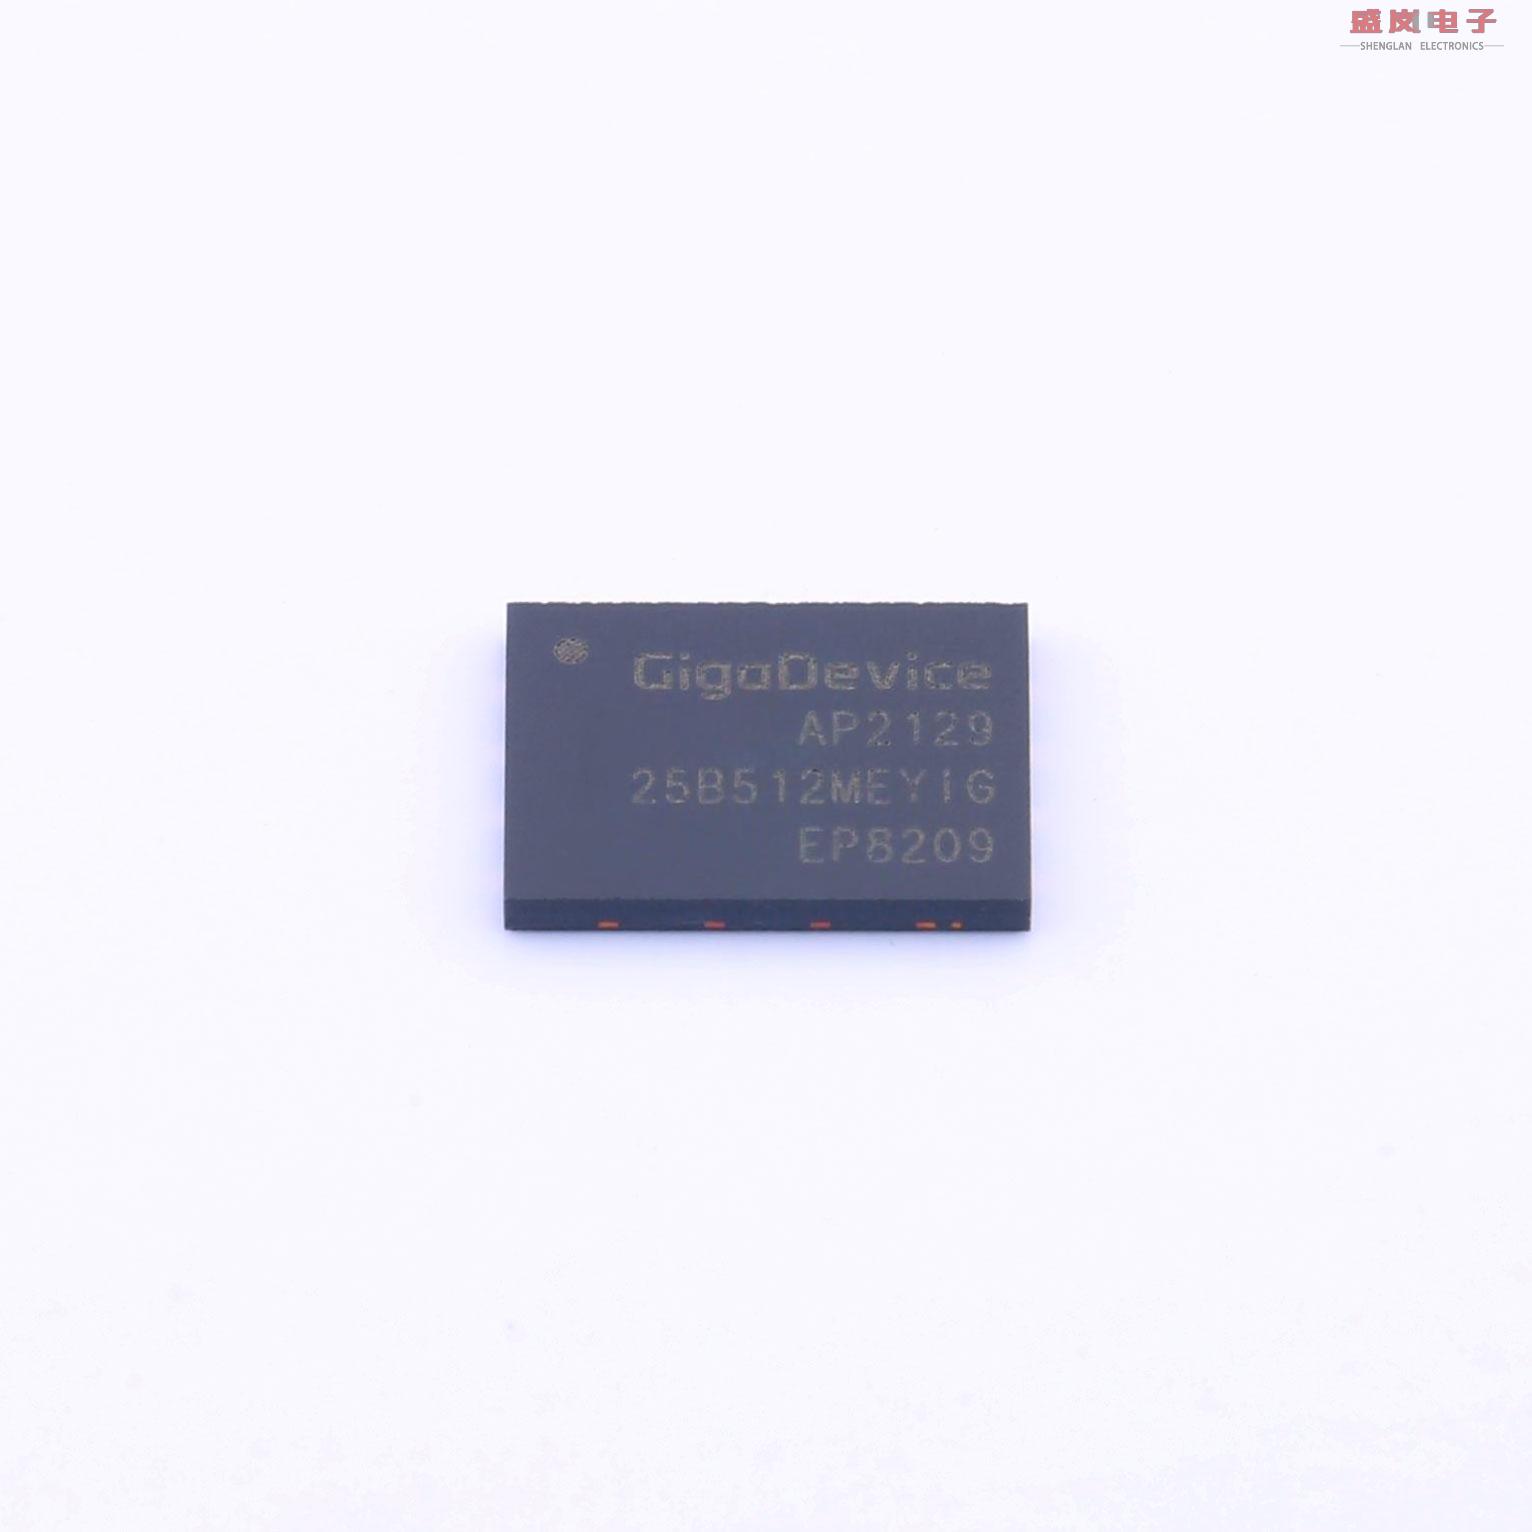 盛岚电子
SHENGLAN ELECTRONICS
GigaDevice
AP2129
25B512MEYIG
EP8209